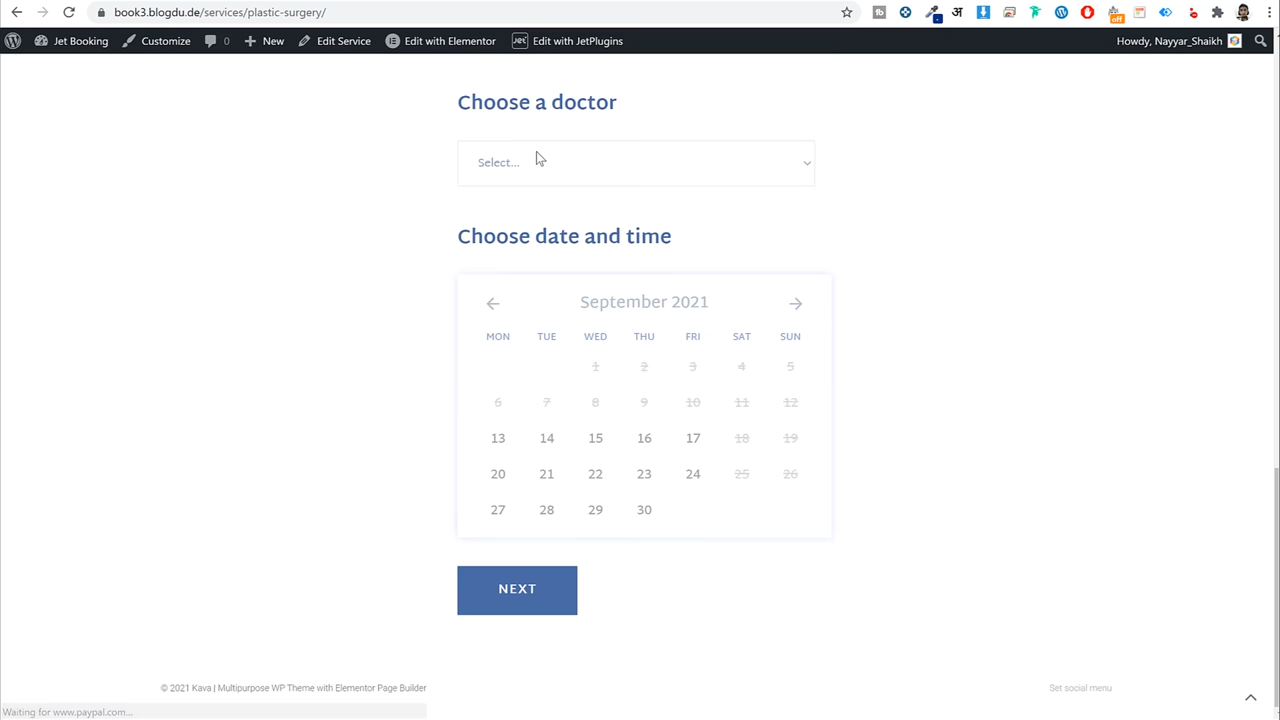 book3.blogdu.de/services/plastic-surgery/
off
Jet Booking Customize 0 New Edit Service Edit with Elementor Jet Edit with JetPlugins Howdy, Nayyar_Shaikh
Choose a doctor
Select...
Choose date and time
September 2021
MON TUE WED THU FRI SAT SUN
1 2 3 4 5
6 7 8 9 10 11 12
13 14 15 16 17 18 19
20 21 22 23 24 25 26
27 28 29 30
NEXT
© 2021 Kava | Multipurpose WP Theme with Elementor Page Builder Set social menu
Waiting for www.paypal.com...